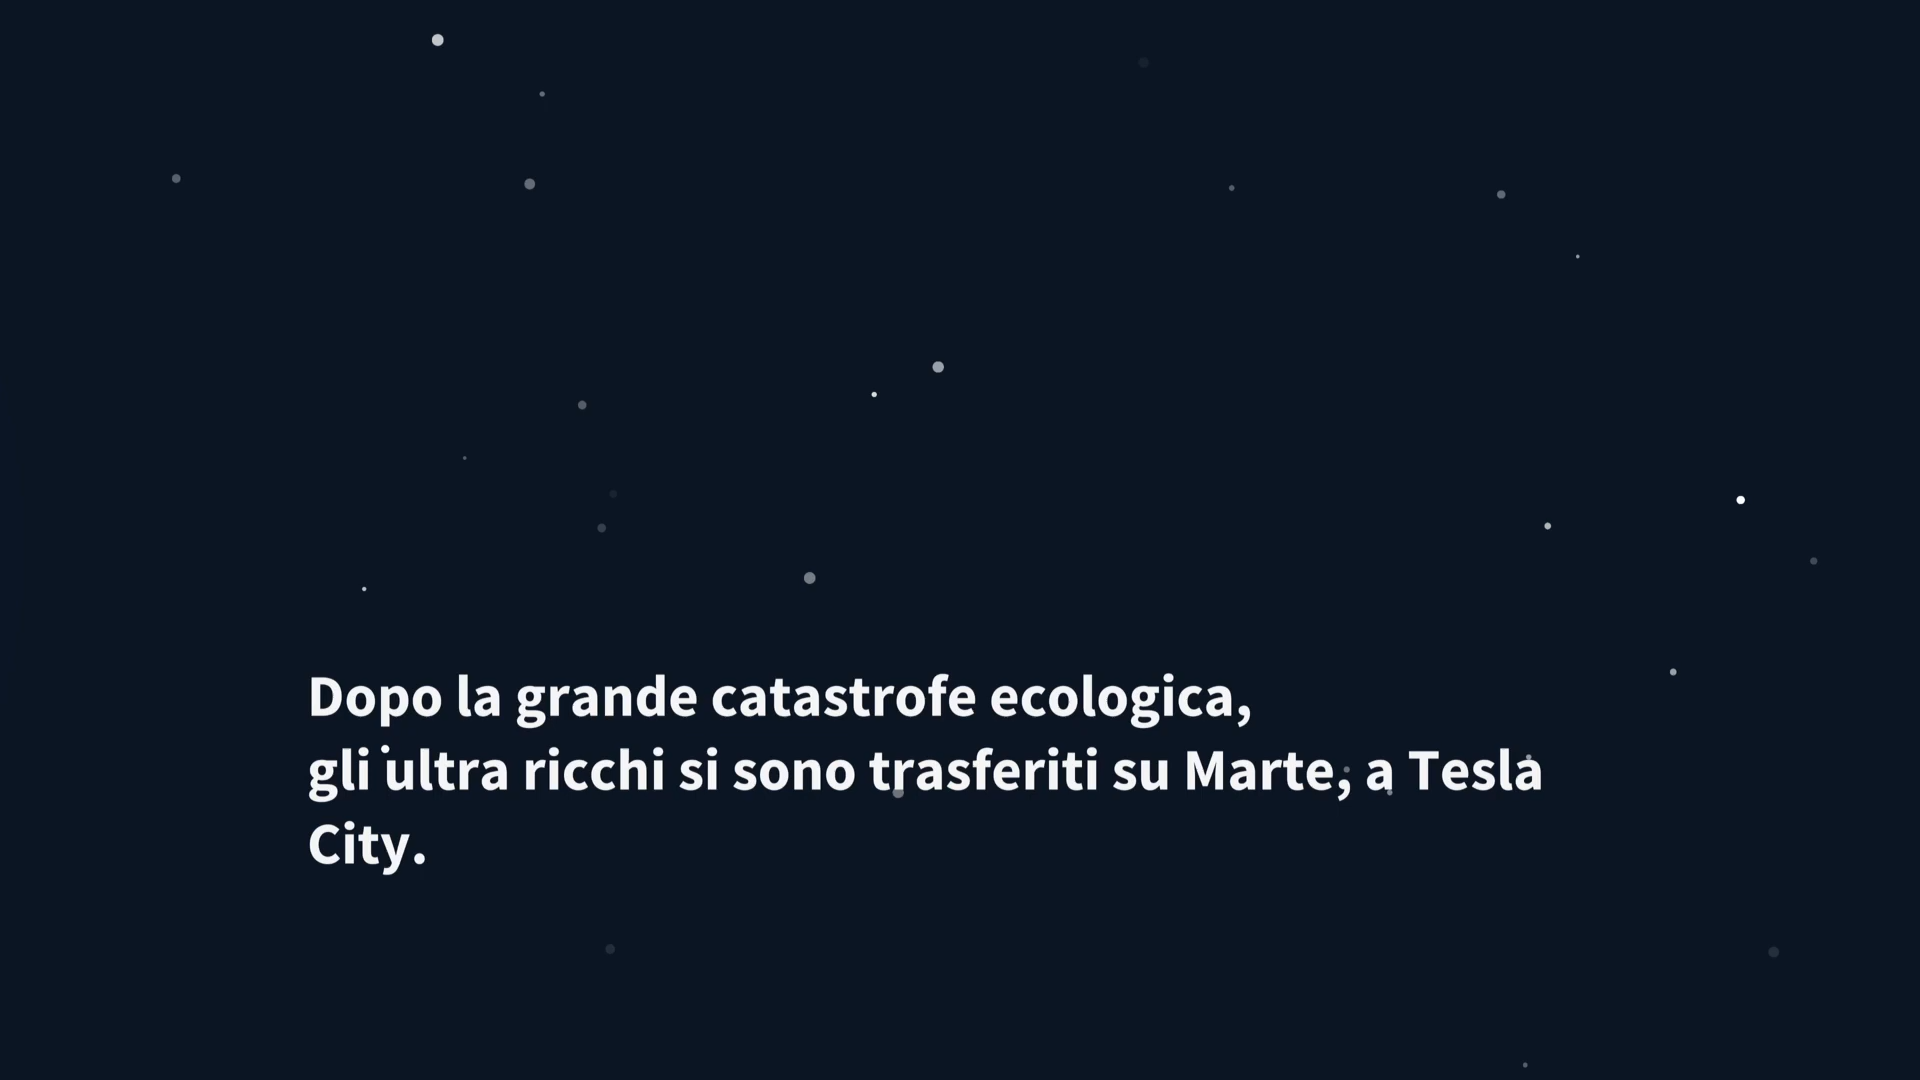 Dopo la grande catastrofe ecologica,
gli ultra ricchi si sono trasferiti su Marte, a Tesla
City.